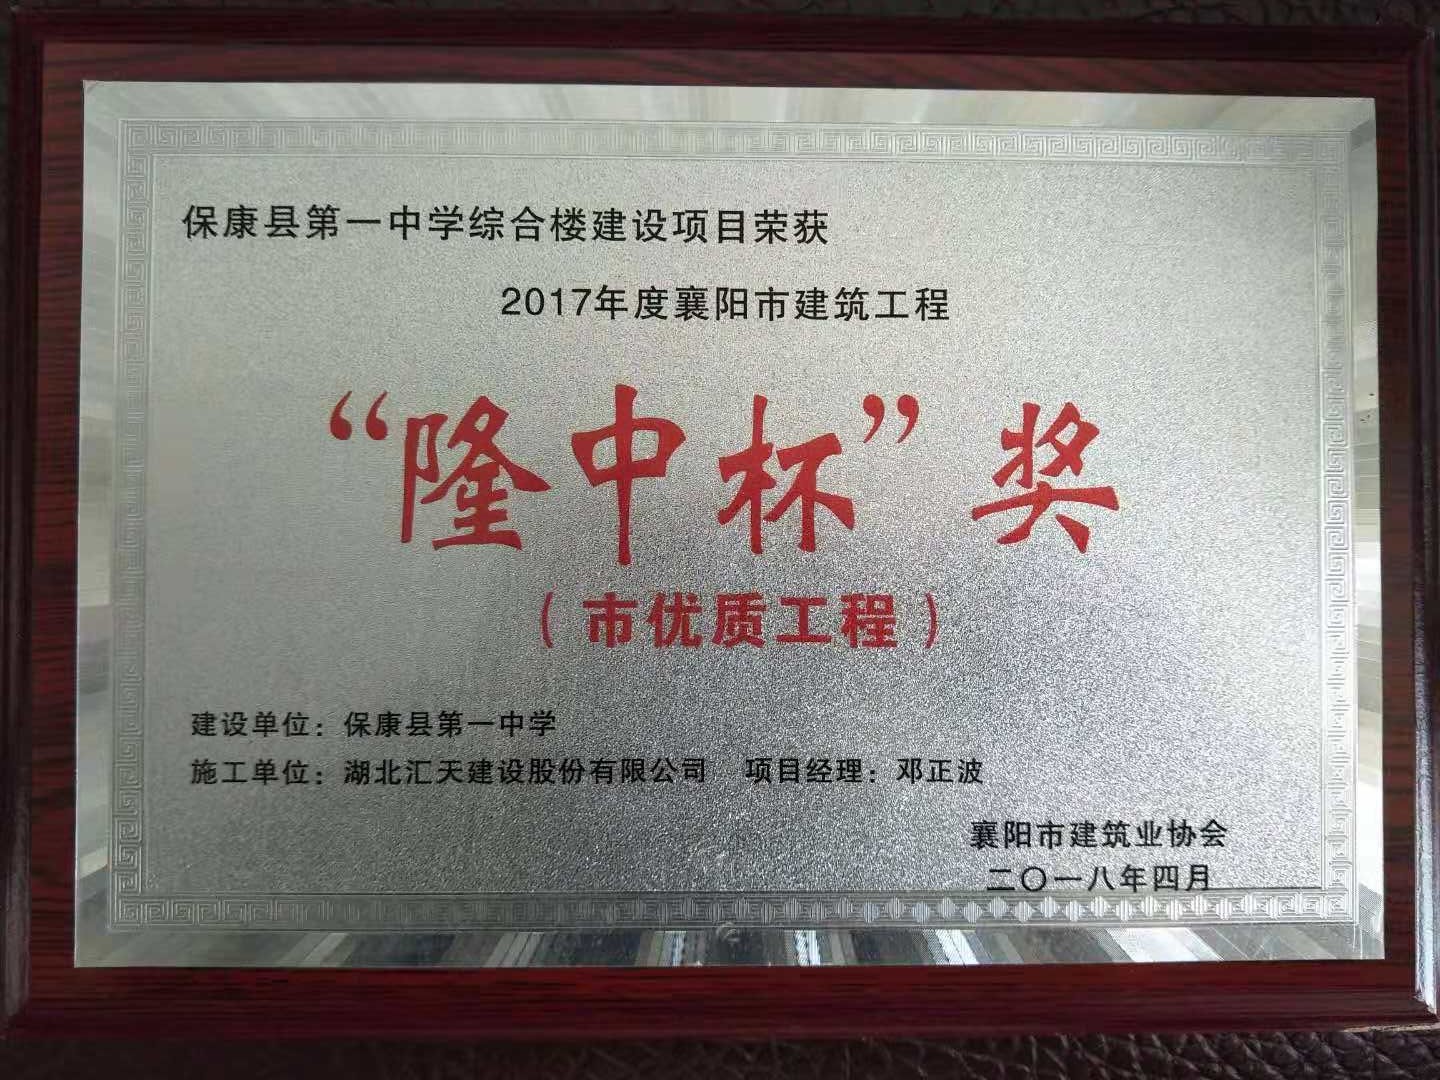 保康县第一中学综合楼建设项目荣获
2017年度襄阳市建筑工程
“隆中杯”奖
（市优质工程）
建设单位：保康县第一中学
施工单位：湖北汇天建设股份有限公司 项目经理：邓正波
襄阳市建筑业协会
二〇一八年四月